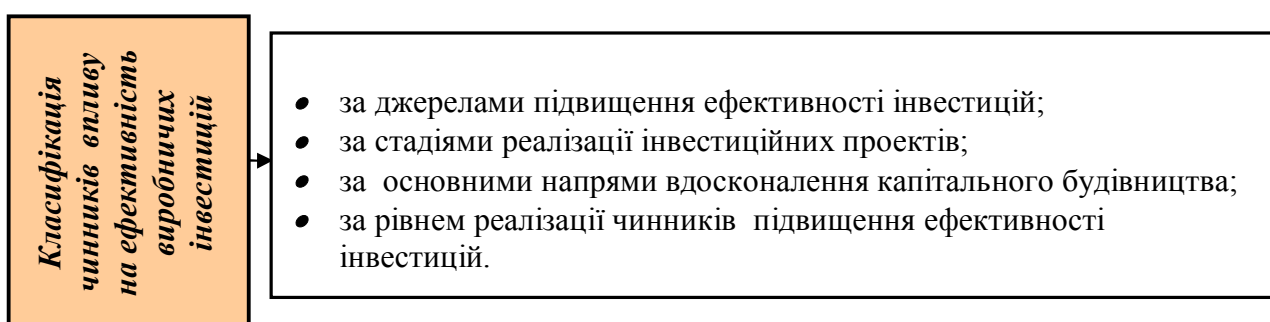 Класифікація
чинників впливу
на ефективність
виробничих
інвестицій
• за джерелами підвищення ефективності інвестицій;
• за стадіями реалізації інвестиційних проектів;
• за основними напрями вдосконалення капітального будівництва;
• за рівнем реалізації чинників підвищення ефективності
інвестицій.